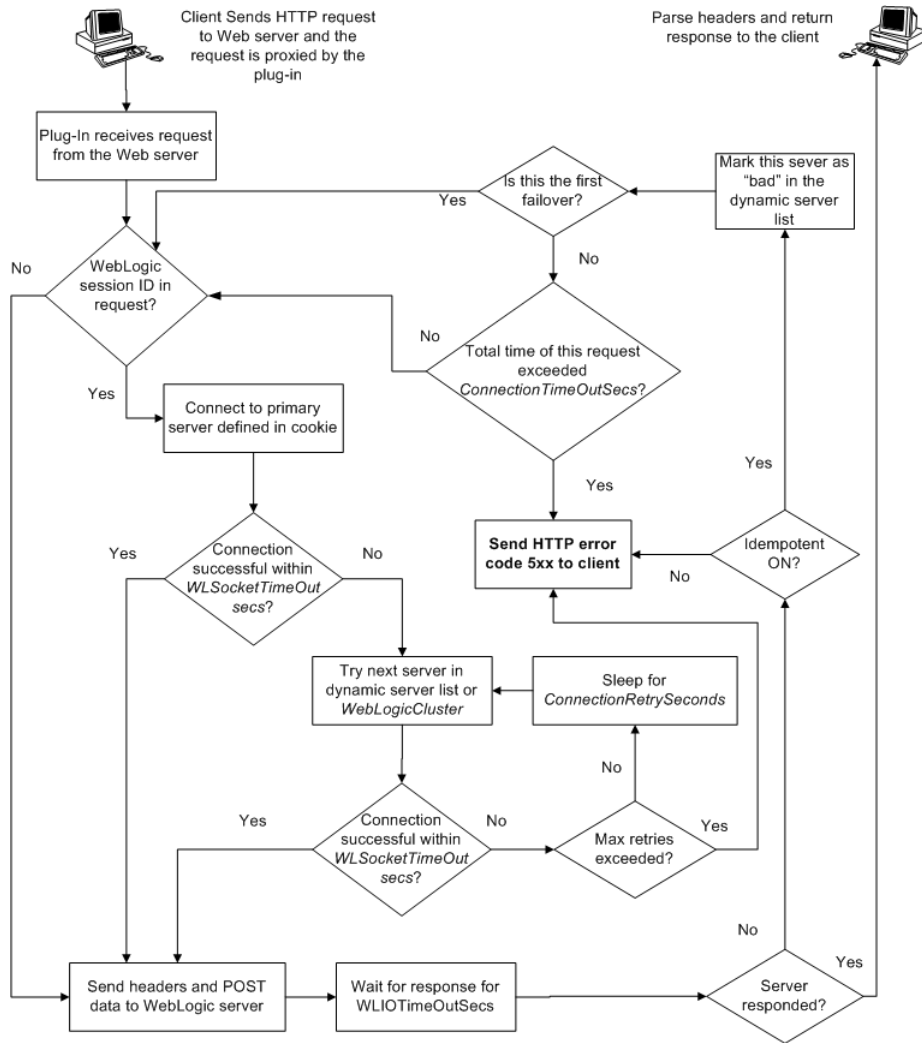 Client Sends HTTP request
to Web server and the
request is proxied by the
plug-in
Parse headers and return
response to the client
Plug-In receives request
from the Web server
Is this the first
failover?
Mark this sever as
“bad” in the
dynamic server
list
Yes
No
No
WebLogic
session ID in
request?
No
Total time of this request
exceeded
ConnectionTimeOutSecs?
Yes
Connect to primary
server defined in cookie
Yes
Yes
Yes
Connection
successful within
WLSocketTimeOut
secs?
No
Send HTTP error
code 5xx to client
No
Idempotent
ON?
Try next server in
dynamic server list or
WebLogicCluster
Sleep for
ConnectionRetrySeconds
No
Yes
Connection
successful within
WLSocketTimeOut
secs?
No
Max retries
exceeded?
Yes
No
Yes
Send headers and POST
data to WebLogic server
Wait for response for
WLIOTimeOutSecs
Server
responded?